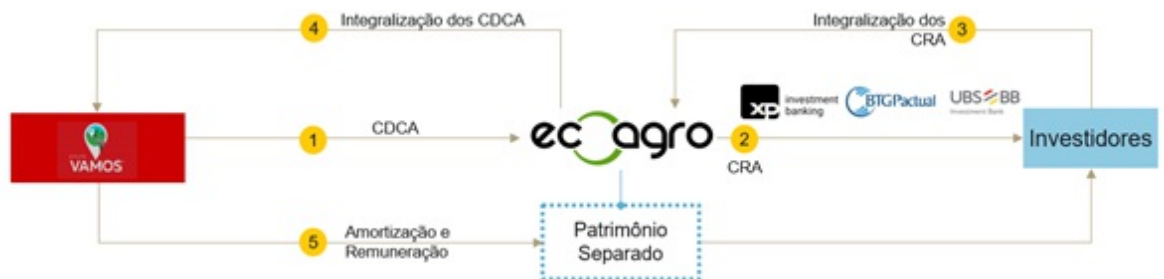 4
Integralização dos CDCA
Integralização dos
CRA
3
xp
investment
banking
BTGPactual
UBS BB
Investment Bank
VAMOS
1
CDCA
ecoagro
2
CRA
Investidores
5
Amortização e
Remuneração
Patrimônio
Separado